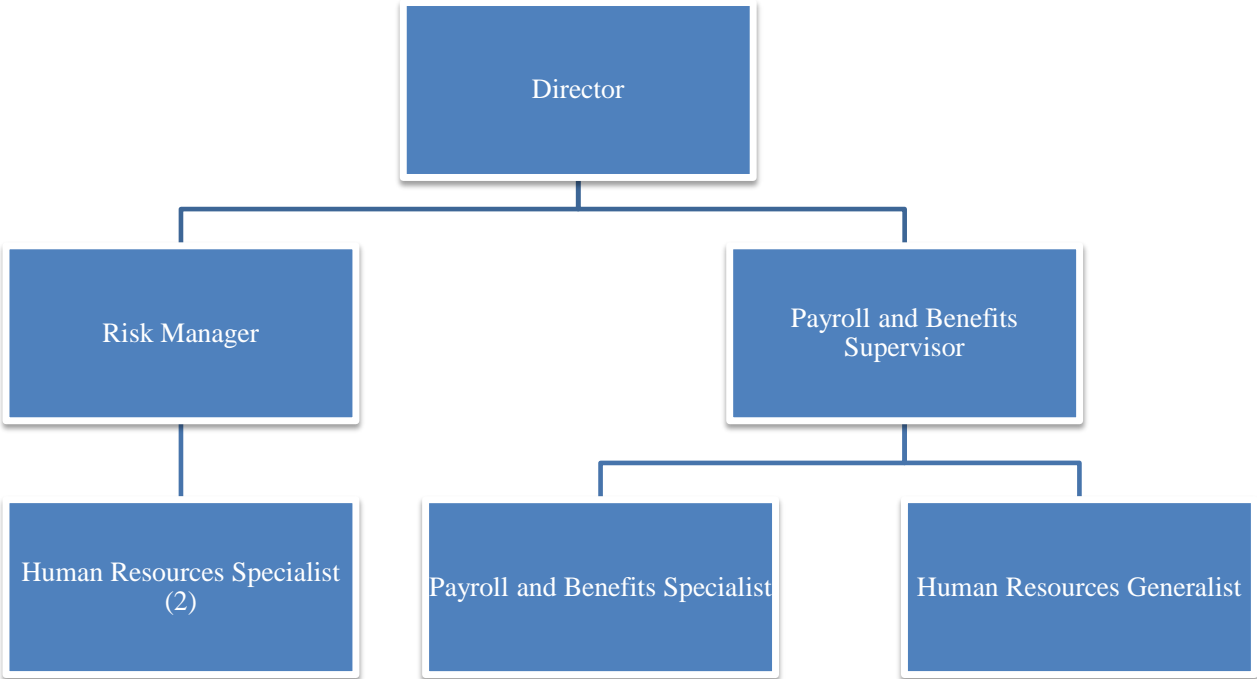 Director
Risk Manager
Payroll and Benefits
Supervisor
Human Resources Specialist
(2)
Payroll and Benefits Specialist
Human Resources Generalist